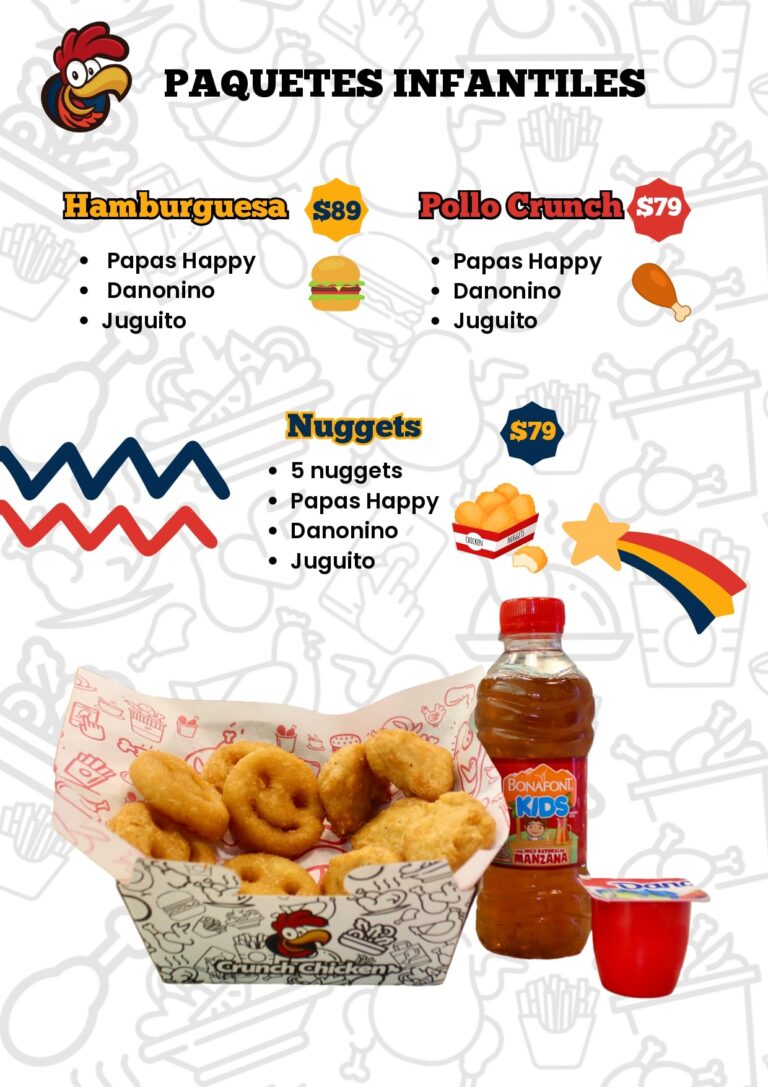 PAQUETES INFANTILES
Hamburguesa $89
• Papas Happy
• Danonino
• Juguito
Pollo Crunch $79
• Papas Happy
• Danonino
• Juguito
Nuggets $79
• 5 nuggets
• Papas Happy
• Danonino
• Juguito
CHICKEN NUGGETS
BONAFONT
KIDS
MANZANA
Dan
Crunch Chicken